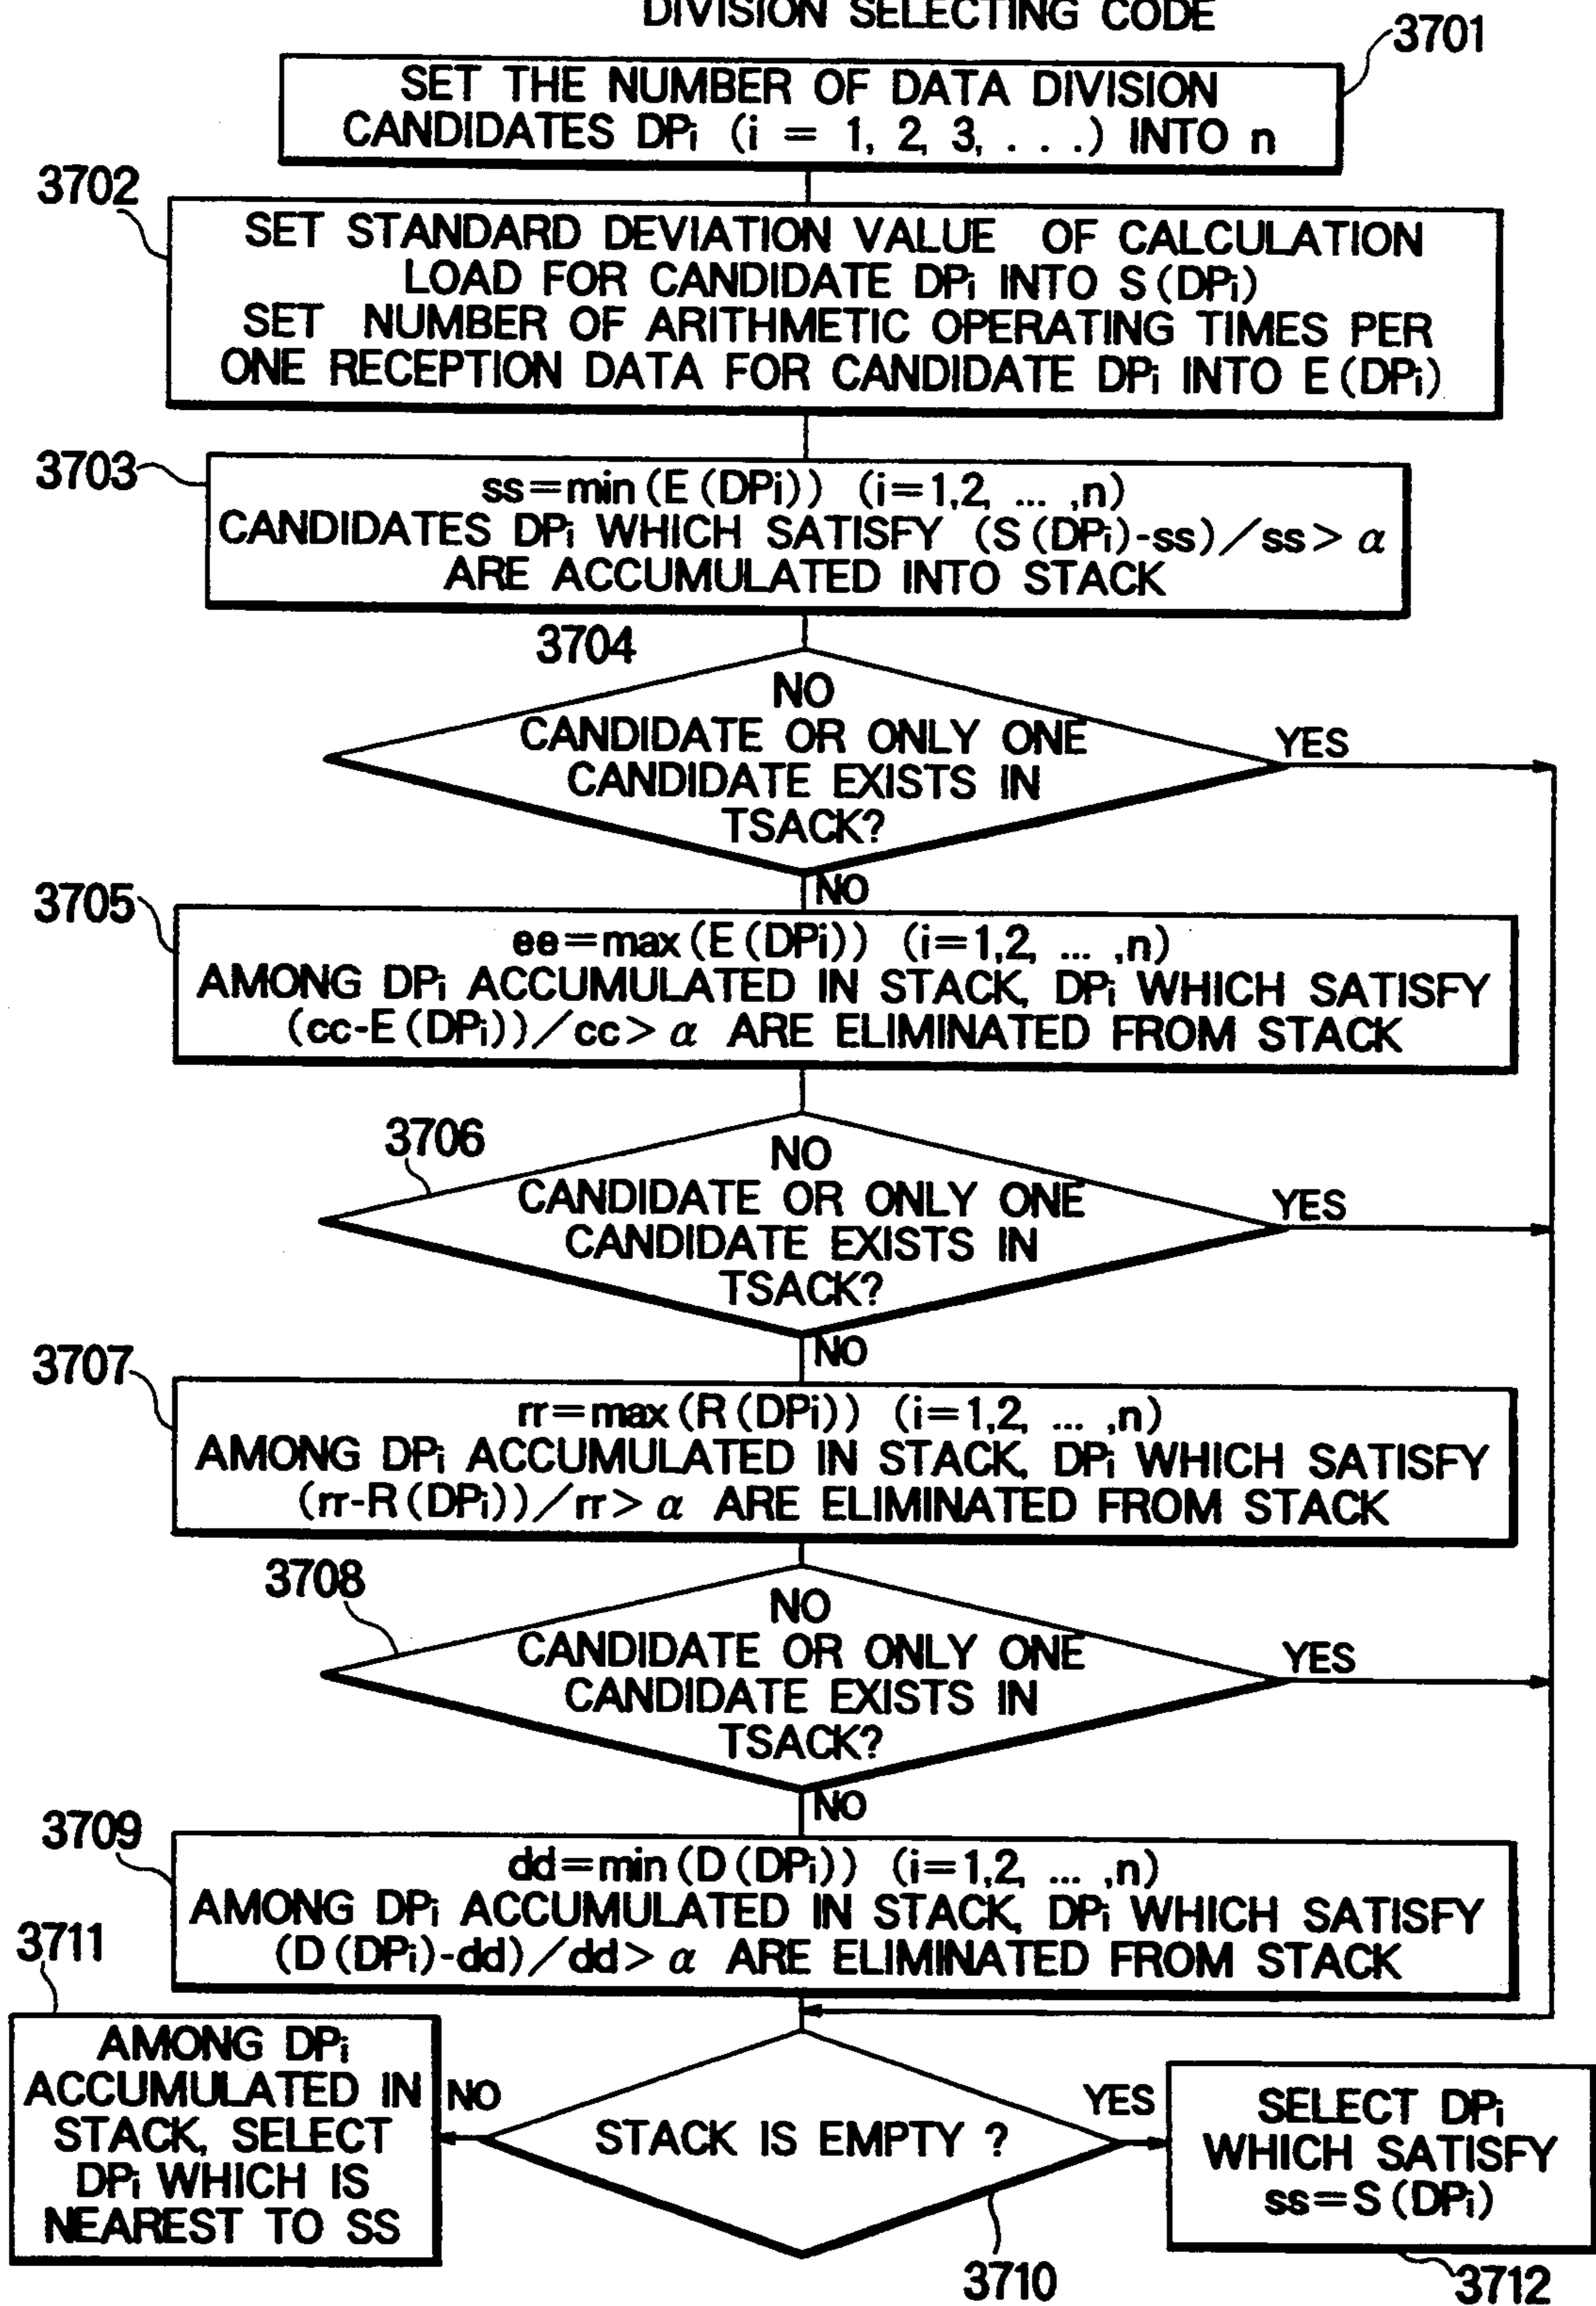 DIVISION SELECTING CODE
3701
SET THE NUMBER OF DATA DIVISION
CANDIDATES DPi (i = 1, 2, 3, . . .) INTO n
3702
SET STANDARD DEVIATION VALUE OF CALCULATION
LOAD FOR CANDIDATE DPi INTO S(DPi)
SET NUMBER OF ARITHMETIC OPERATING TIMES PER
ONE RECEPTION DATA FOR CANDIDATE DPi INTO E(DPi)
3703
ss=min(E(DPi)) (i=1,2, ... ,n)
CANDIDATES DPi WHICH SATISFY (S(DPi)-ss)/ss> α
ARE ACCUMULATED INTO STACK
3704
NO
CANDIDATE OR ONLY ONE
CANDIDATE EXISTS IN
TSACK?
YES
NO
3705
ee=max(E(DPi)) (i=1,2, ... ,n)
AMONG DPi ACCUMULATED IN STACK, DPi WHICH SATISFY
(cc-E(DPi))/cc> α ARE ELIMINATED FROM STACK
3706
NO
CANDIDATE OR ONLY ONE
CANDIDATE EXISTS IN
TSACK?
YES
NO
3707
rr=max(R(DPi)) (i=1,2, ... ,n)
AMONG DPi ACCUMULATED IN STACK, DPi WHICH SATISFY
(rr-R(DPi))/rr> α ARE ELIMINATED FROM STACK
3708
NO
CANDIDATE OR ONLY ONE
CANDIDATE EXISTS IN
TSACK?
YES
NO
3709
dd=min(D(DPi)) (i=1,2, ... ,n)
AMONG DPi ACCUMULATED IN STACK, DPi WHICH SATISFY
(D(DPi)-dd)/dd> α ARE ELIMINATED FROM STACK
3711
AMONG DPi
ACCUMULATED IN
STACK, SELECT
DPi WHICH IS
NEAREST TO SS
NO
STACK IS EMPTY ?
YES
3710
SELECT DPi
WHICH SATISFY
ss=S(DPi)
3712